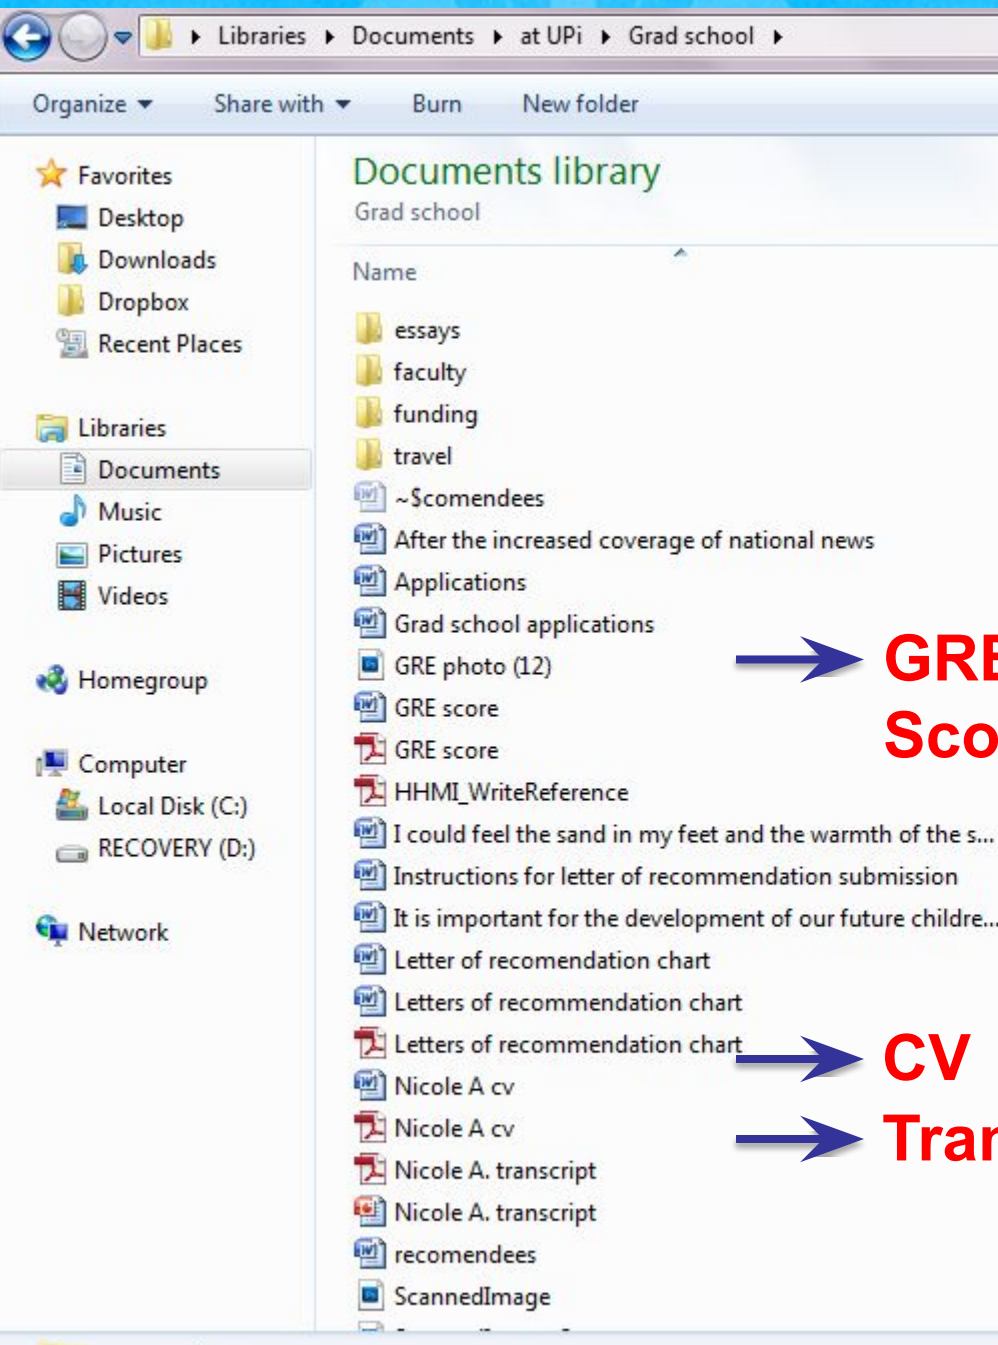 Libraries Documents at UPi Grad school
Organize Share with Burn New folder
Favorites
Desktop
Downloads
Dropbox
Recent Places
Libraries
Documents
Music
Pictures
Videos
Homegroup
Computer
Local Disk (C:)
RECOVERY (D:)
Network
Documents library
Grad school
Name
essays
faculty
funding
travel
~$comendees
After the increased coverage of national news
Applications
Grad school applications
GRE photo (12)
GRE score
GRE score
HHMI_WriteReference
I could feel the sand in my feet and the warmth of the s...
Instructions for letter of recommendation submission
It is important for the development of our future childre...
Letter of recomendation chart
Letters of recommendation chart
Letters of recommendation chart
Nicole A cv
Nicole A cv
Nicole A. transcript
Nicole A. transcript
recomendees
ScannedImage
GRE
Sco
CV
Tran